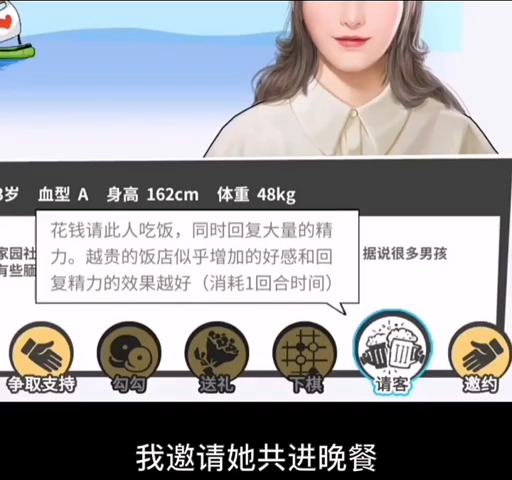 8岁 血型 A 身高 162cm 体重 48kg
花钱请此人吃饭，同时回复大量的精
力。越贵的饭店似乎增加的好感和回
复精力的效果越好（消耗1回合时间）
家园社
有些腼
据说很多男孩
争取支持 勾勾 送礼 下棋 请客 邀约
我邀请她共进晚餐